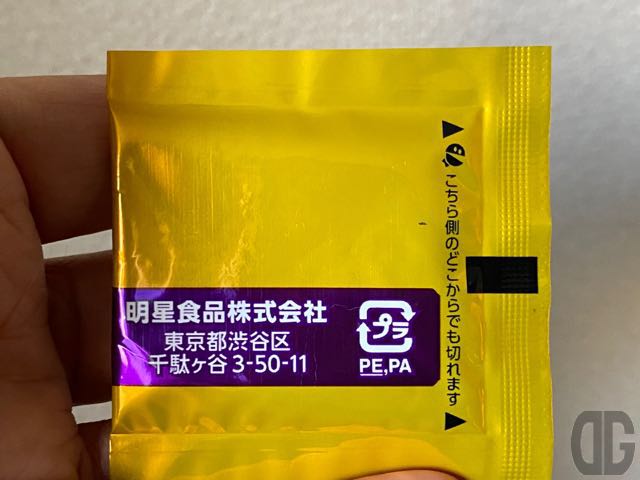 こちら側のどこからでも切れます
明星食品株式会社
東京都渋谷区
千駄ヶ谷 3-50-11
プラ
PE,PA
DG